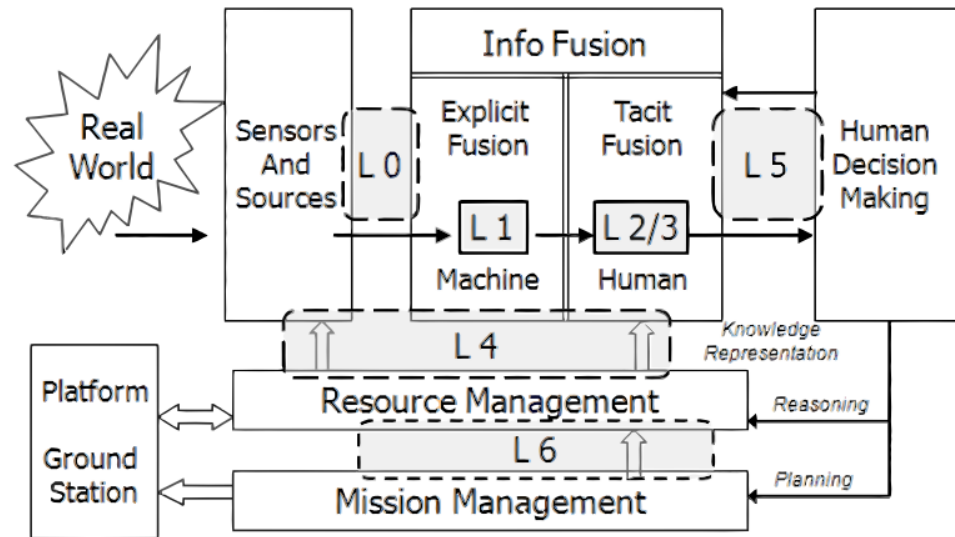 Real
World
Sensors
And
Sources
L 0
Info Fusion
Explicit
Fusion
L 1
Machine
Tacit
Fusion
L 2/3
Human
L 5
Human
Decision
Making
L 4
Knowledge
Representation
Platform
Ground
Station
Resource Management
Reasoning
L 6
Mission Management
Planning